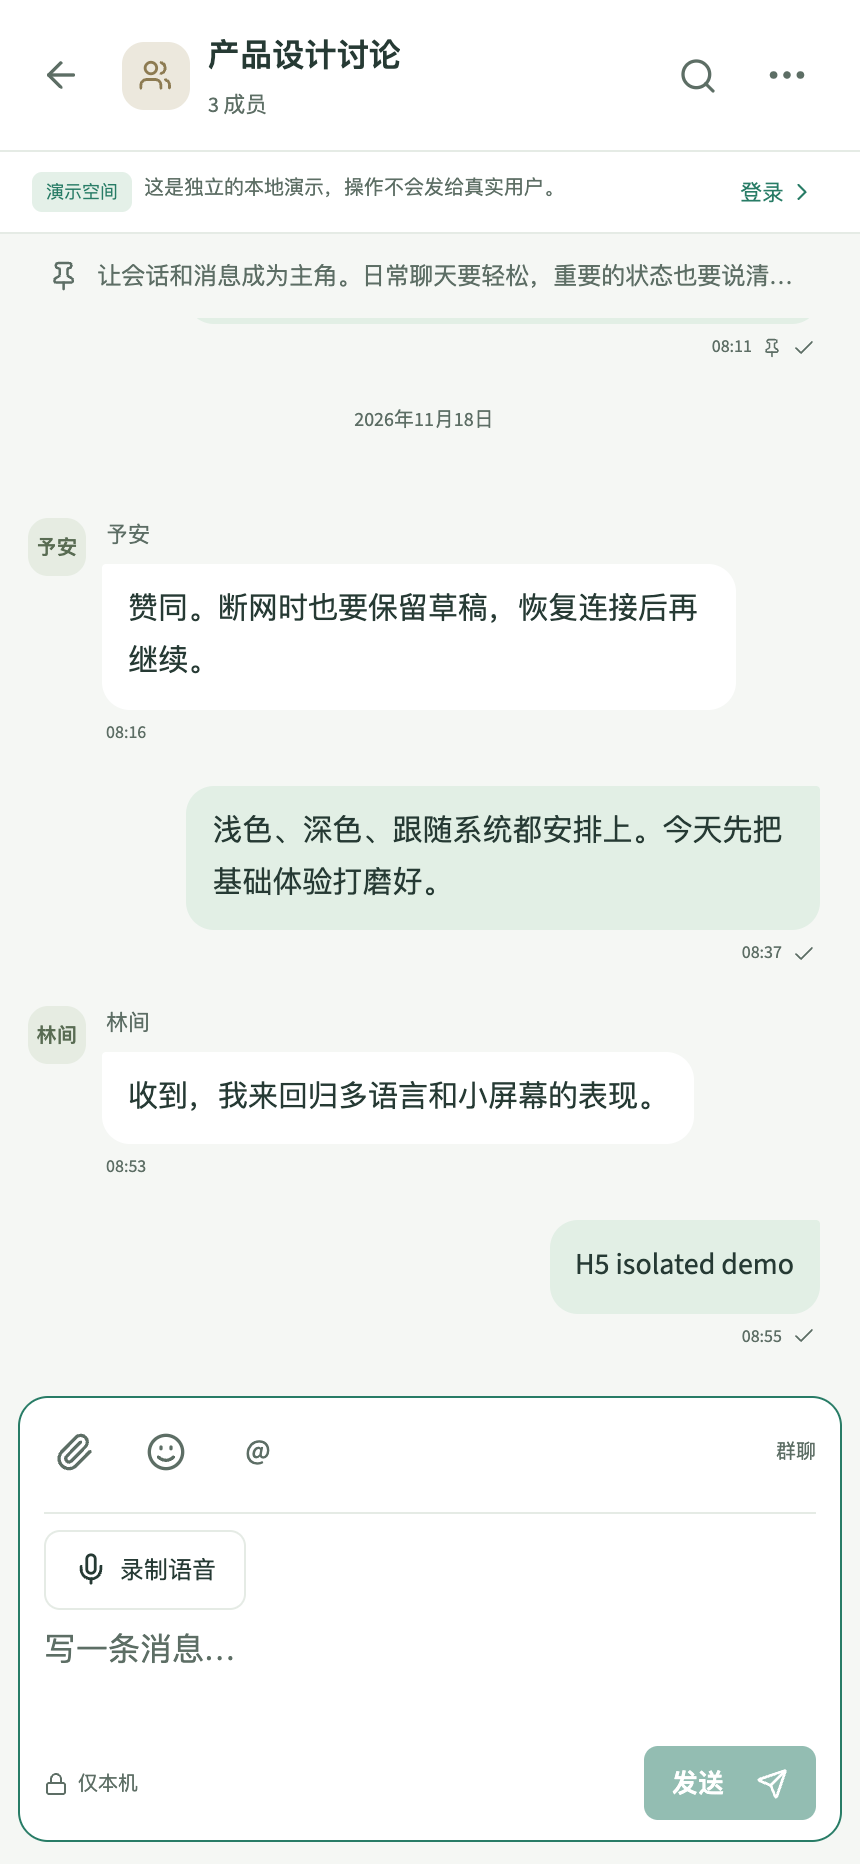 产品设计讨论
3 成员
演示空间
这是独立的本地演示，操作不会发给真实用户。
登录
让会话和消息成为主角。日常聊天要轻松，重要的状态也要说清…
08:11
2026年11月18日
予安
予安
赞同。断网时也要保留草稿，恢复连接后再
继续。
08:16
浅色、深色、跟随系统都安排上。今天先把
基础体验打磨好。
08:37
林间
林间
收到，我来回归多语言和小屏幕的表现。
08:53
H5 isolated demo
08:55
@
群聊
录制语音
写一条消息…
仅本机
发送